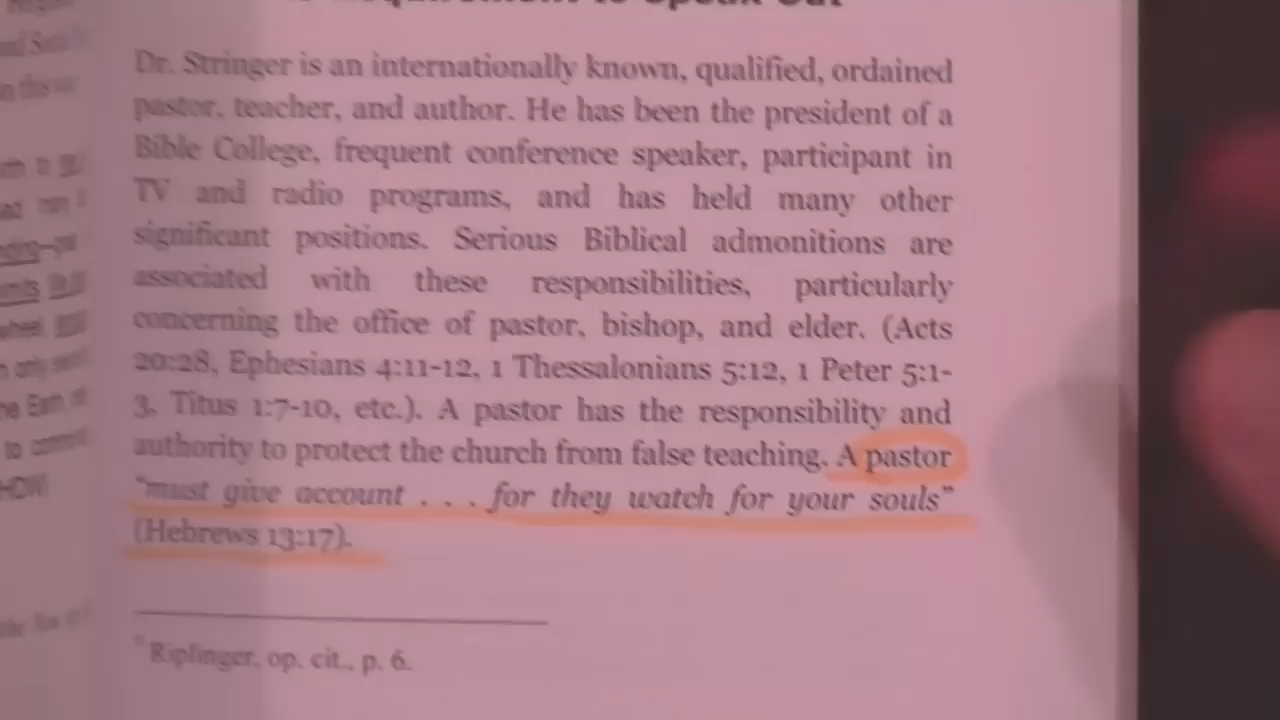 Dr. Stringer is an internationally known, qualified, ordained
pastor, teacher, and author. He has been the president of a
Bible College, frequent conference speaker, participant in
TV and radio programs, and has held many other
significant positions. Serious Biblical admonitions are
associated with these responsibilities, particularly
concerning the office of pastor, bishop, and elder. (Acts
20:28, Ephesians 4:11-12, 1 Thessalonians 5:12, 1 Peter 5:1-
3, Titus 1:7-10, etc.). A pastor has the responsibility and
authority to protect the church from false teaching. A pastor
“must give account . . . for they watch for your souls”
(Hebrews 13:17).
Riplinger, op. cit., p. 6.